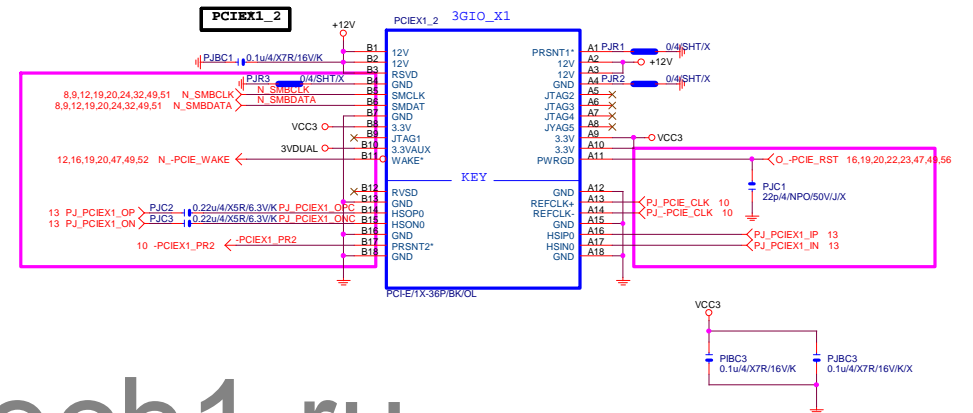 PCIEX1_2
3GIO_X1
PCIEX1_2
+12V
B1 12V PRSNT1* A1 PJR1 0/4/SHT/X
PJBC1 0.1u/4/X7R/16V/K B2 12V 12V A2 +12V
B3 RSVD 12V A3
PJR3 0/4/SHT/X B4 GND GND A4 PJR2 0/4/SHT/X
8,9,12,19,20,24,32,49,51 N_SMBCLK N_SMBCLK B5 SMCLK JTAG2 A5
8,9,12,19,20,24,32,49,51 N_SMBDATA N_SMBDATA B6 SMDAT JTAG3 A6
B7 GND JTAG4 A7
VCC3 B8 3.3V JYAG5 A8
B9 JTAG1 3.3V A9 VCC3
3VDUAL B10 3.3VAUX 3.3V A10
12,16,19,20,47,49,52 N_-PCIE_WAKE B11 WAKE* PWRGD A11 O_-PCIE_RST 16,19,20,22,23,47,49,56
KEY
B12 RVSD GND A12
B13 GND REFCLK+ A13 PJ_PCIE_CLK 10
13 PJ_PCIEX1_OP PJC2 0.22u/4/X5R/6.3V/K PJ_PCIEX1_OPC B14 HSOP0 REFCLK- A14 PJ_-PCIE_CLK 10
13 PJ_PCIEX1_ON PJC3 0.22u/4/X5R/6.3V/K PJ_PCIEX1_ONC B15 HSON0 GND A15
B16 GND HSIP0 A16 PJ_PCIEX1_IP 13
10 -PCIEX1_PR2 -PCIEX1_PR2 B17 PRSNT2* HSIN0 A17 PJ_PCIEX1_IN 13
B18 GND GND A18
PJC1
22p/4/NPO/50V/J/X
PCI-E/1X-36P/BK/OL
VCC3
PIBC3
0.1u/4/X7R/16V/K
PJBC3
0.1u/4/X7R/16V/K/X